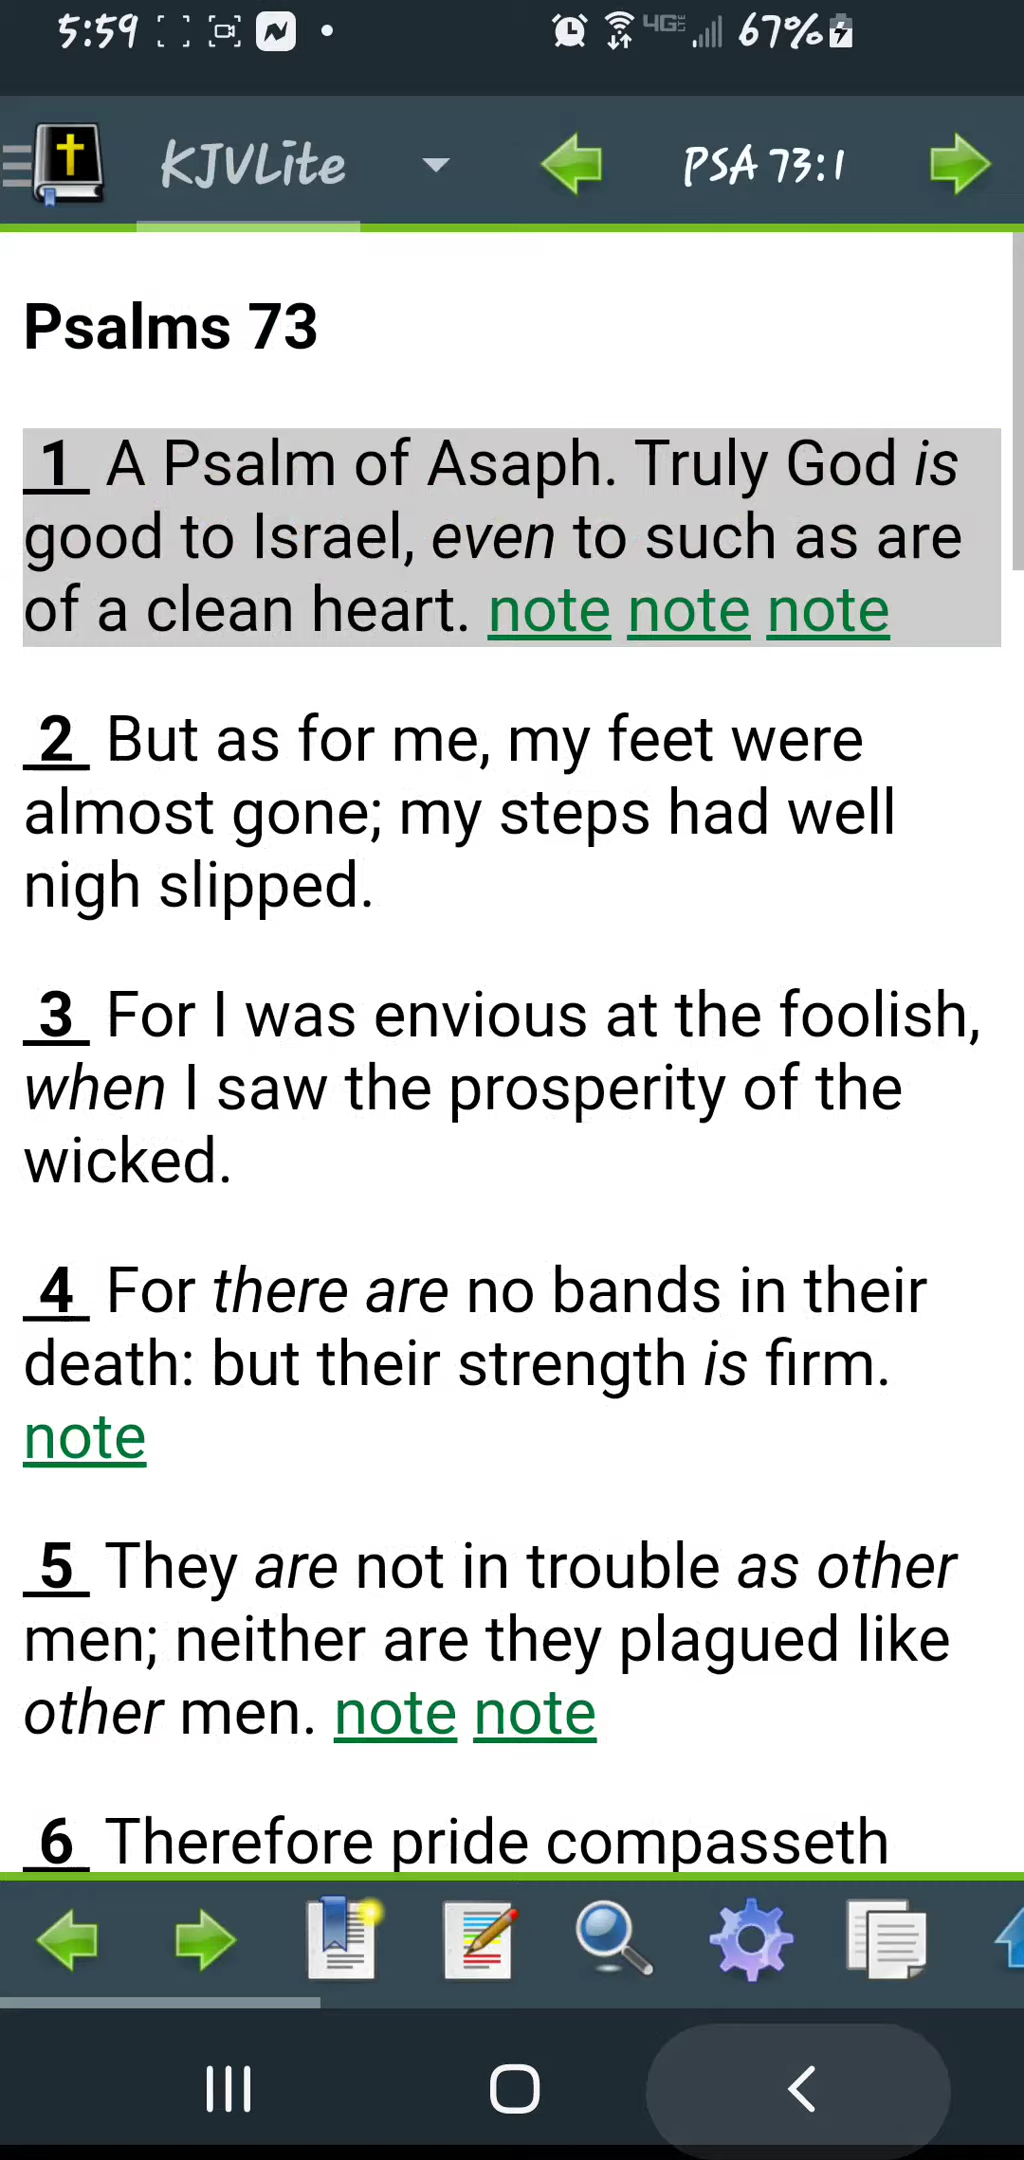 5:59 4G LTE 67%
KJVLite PSA 73:1
Psalms 73
1 A Psalm of Asaph. Truly God is
good to Israel, even to such as are
of a clean heart. note note note
2 But as for me, my feet were
almost gone; my steps had well
nigh slipped.
3 For I was envious at the foolish,
when I saw the prosperity of the
wicked.
4 For there are no bands in their
death: but their strength is firm.
note
5 They are not in trouble as other
men; neither are they plagued like
other men. note note
6 Therefore pride compasseth